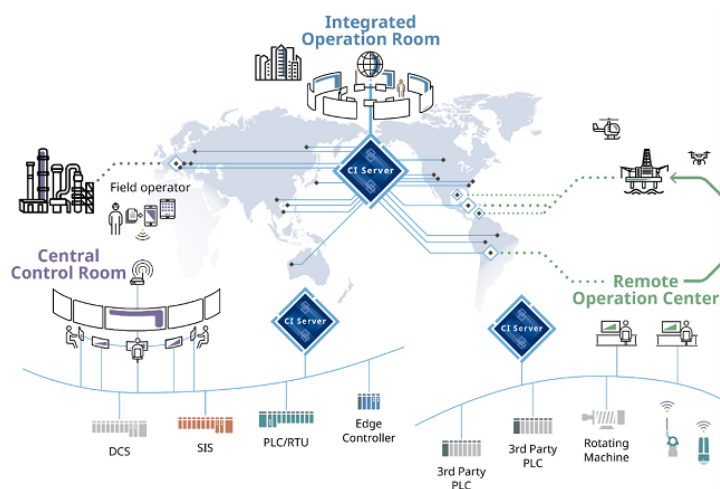 Integrated
Operation Room
CI Server
Field operator
Central
Control Room
Remote
Operation Center
CI Server
CI Server
DCS
SIS
PLC/RTU
Edge
Controller
3rd Party
PLC
3rd Party
PLC
Rotating
Machine